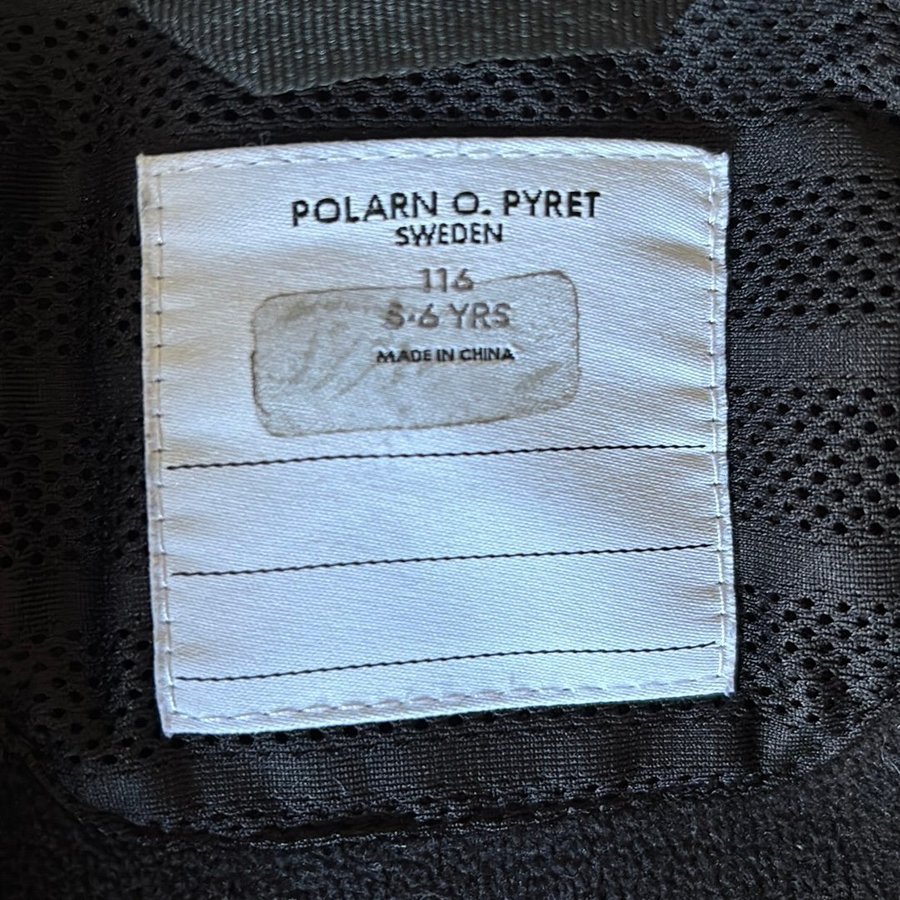 POLARN O. PYRET
SWEDEN
116
5-6 YRS
MADE IN CHINA